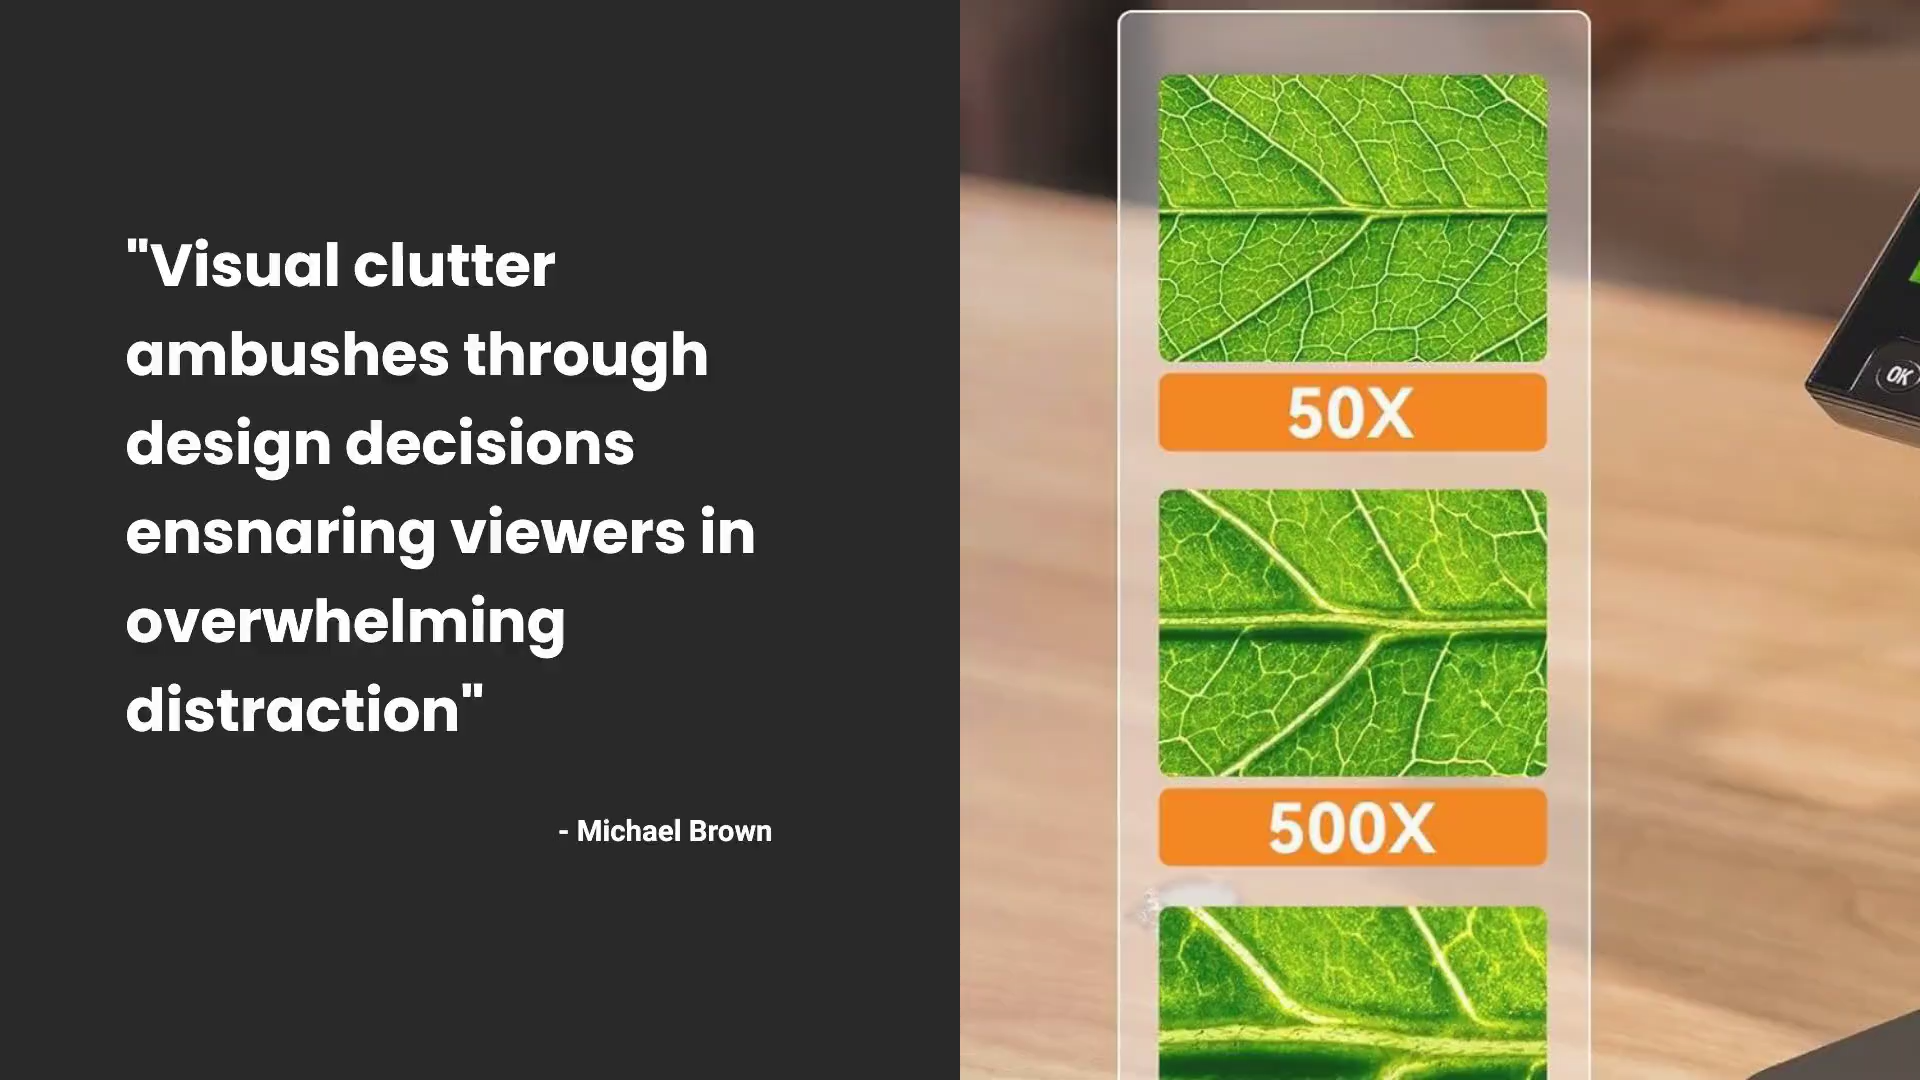 "Visual clutter
ambushes through
design decisions
ensnaring viewers in
overwhelming
distraction"
- Michael Brown
50X
500X
OK